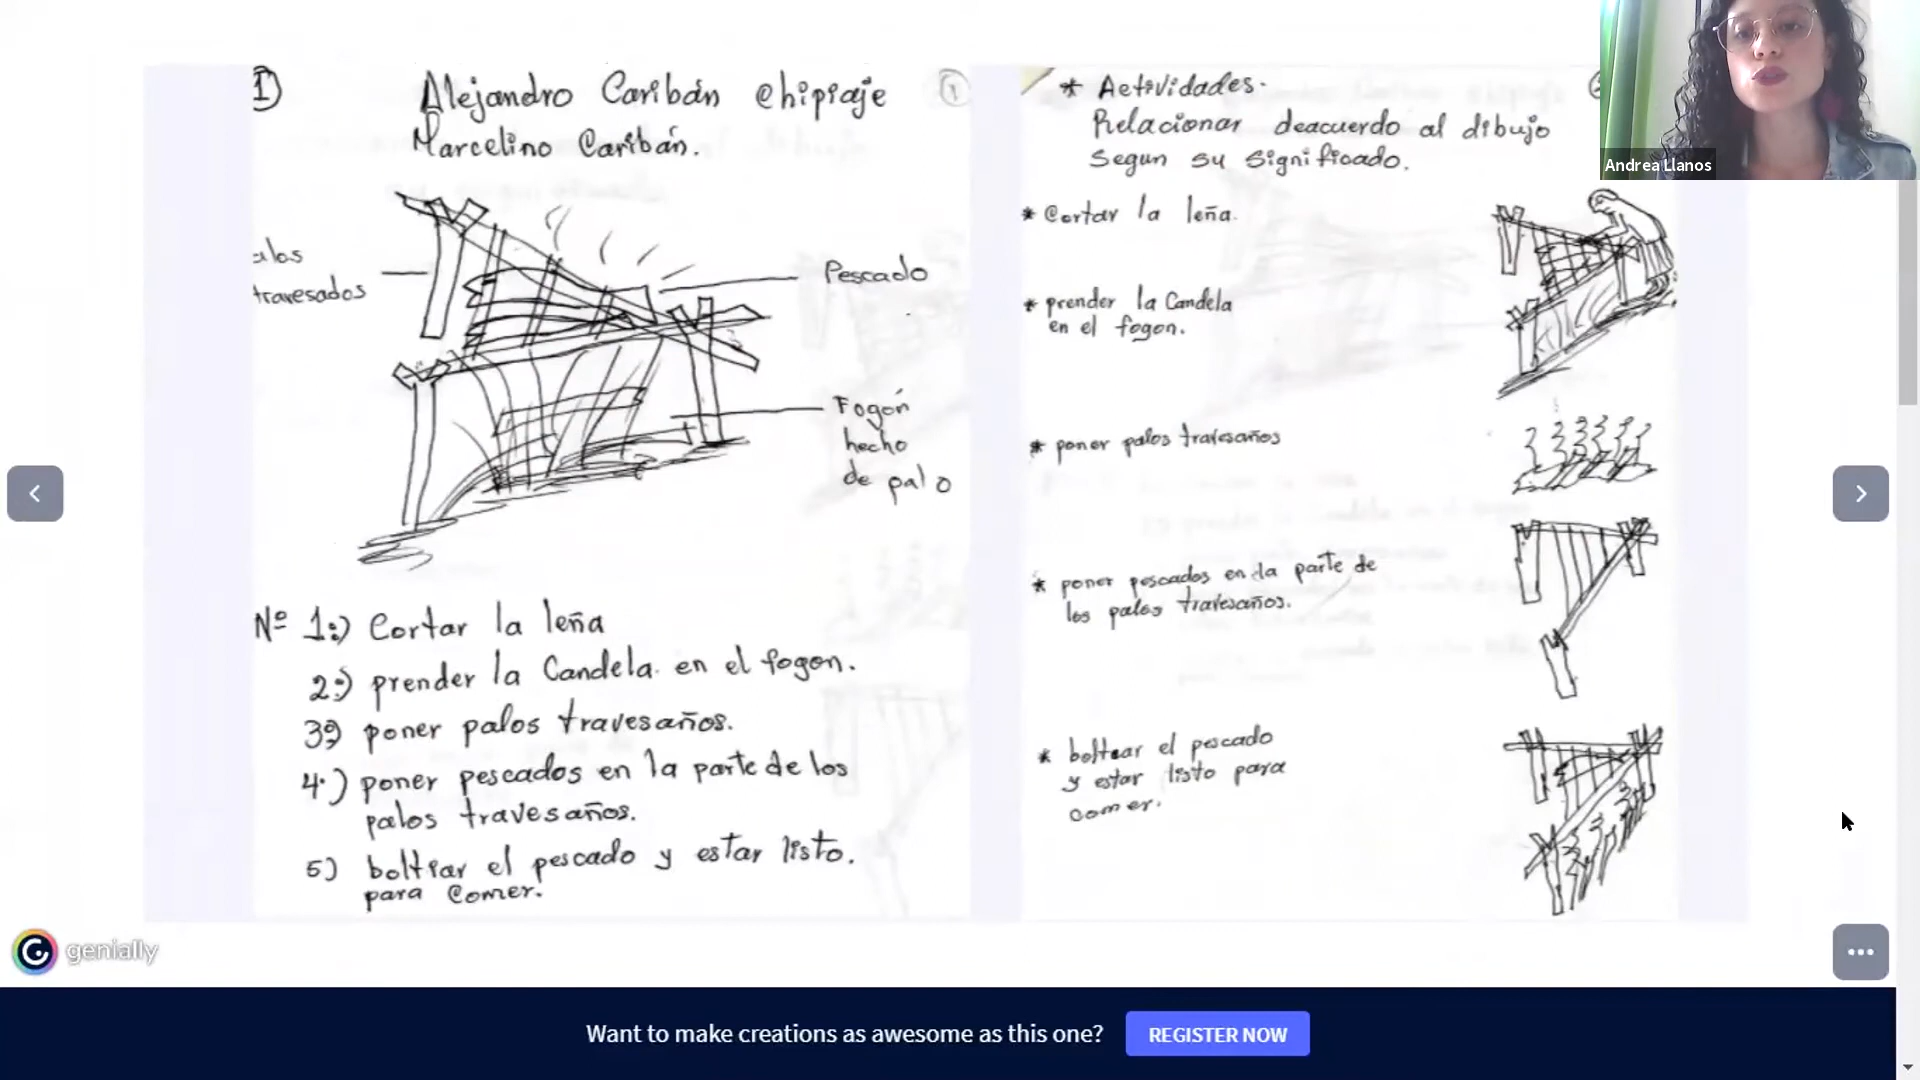 1
Alejandro Caribán Chipiaje
Marcelino Caribán.
alos
travesados
Pescado
Fogón
hecho
de palo
Nº 1:) Cortar la leña
2:) prender la Candela en el fogon.
3:) poner palos travesaños.
4:) poner pescados en la parte de los
palos travesaños.
5) boltiar el pescado y estar listo.
para Comer.
* Actividades.
Relacionar deacuerdo al dibujo
segun su significado.
* Cortar la leña.
* prender la Candela
en el fogon.
* poner palos travesaños
* poner pescados en la parte de
los palos travesaños.
* boltear el pescado
y estar listo para
comer.
Andrea Llanos
genially
Want to make creations as awesome as this one?
REGISTER NOW